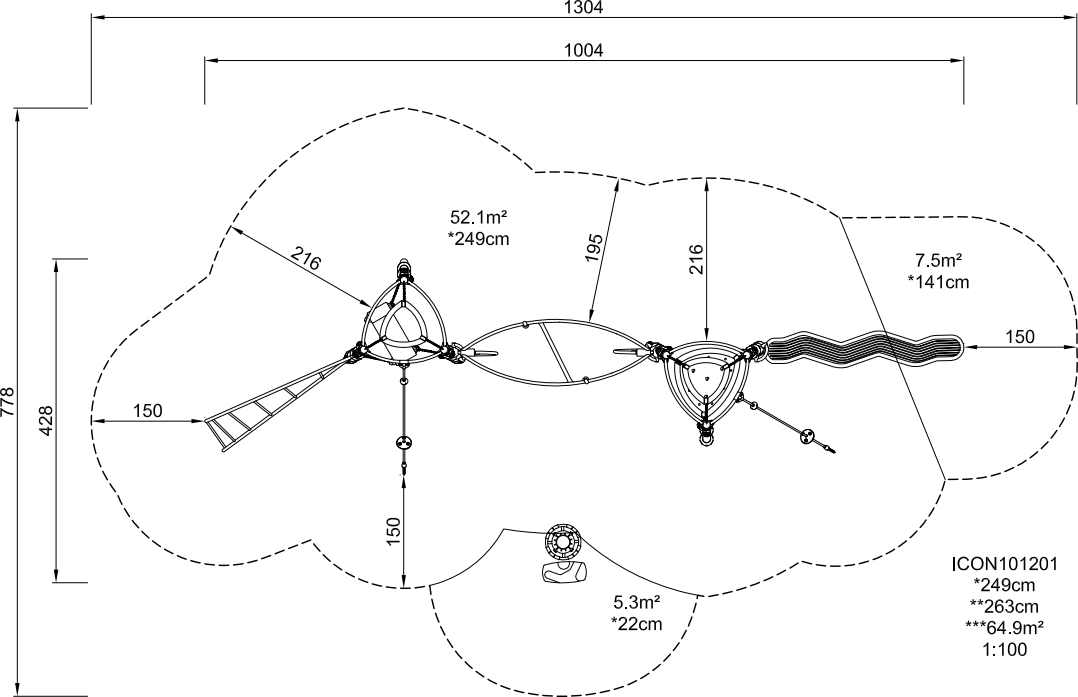 1304
1004
52.1m²
*249cm
216
195
216
7.5m²
*141cm
150
778
428
150
150
5.3m²
*22cm
ICON101201
*249cm
**263cm
***64.9m²
1:100